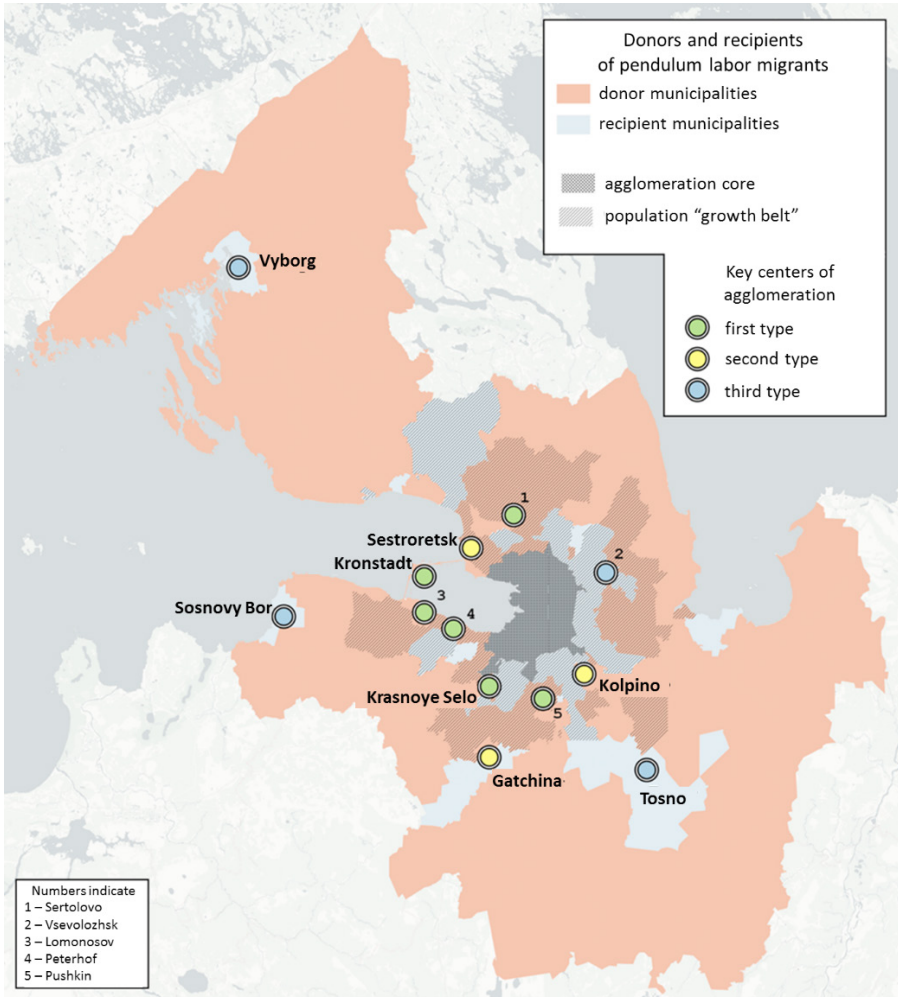 Donors and recipients
of pendulum labor migrants
donor municipalities
recipient municipalities
agglomeration core
population “growth belt”
Key centers of
agglomeration
first type
second type
third type
Vyborg
1
Sestroretsk
2
Kronstadt
3
Sosnovy Bor
4
Kolpino
Krasnoye Selo
5
Gatchina
Tosno
Numbers indicate
1 – Sertolovo
2 – Vsevolozhsk
3 – Lomonosov
4 – Peterhof
5 – Pushkin